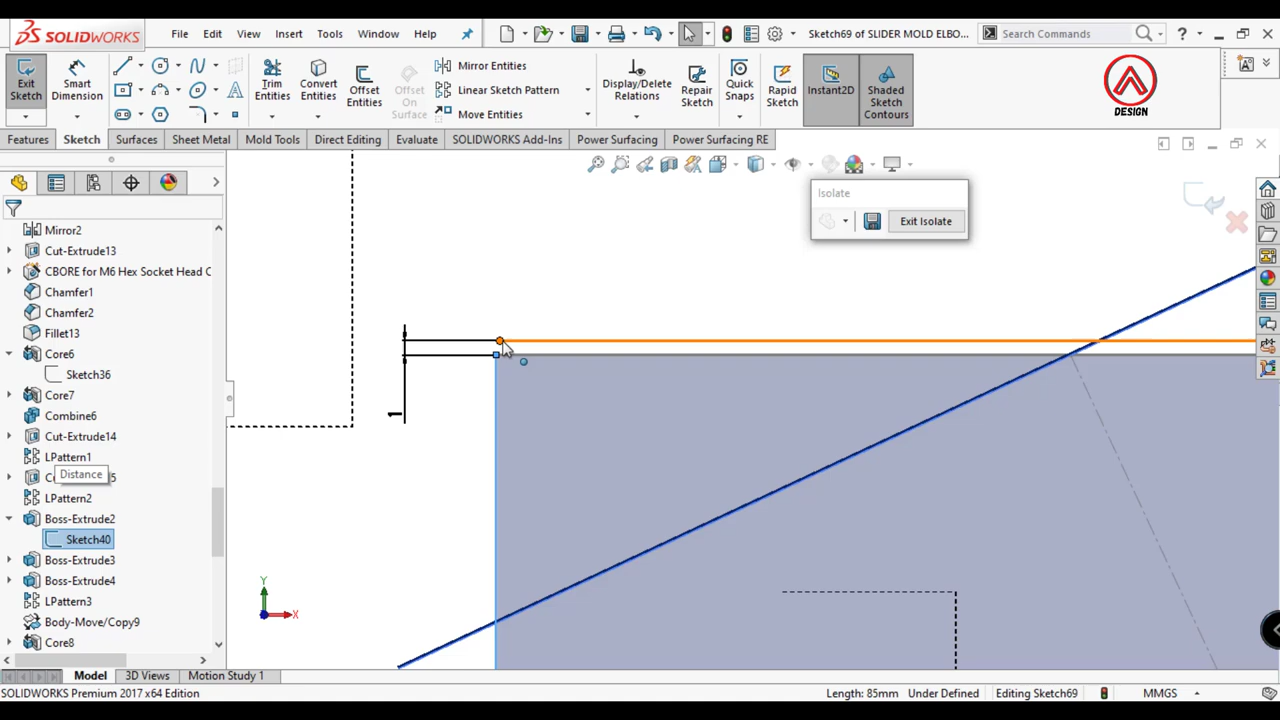 SOLIDWORKS File Edit View Insert Tools Window Help Sketch69 of SLIDER MOLD ELBO... Search Commands ?
Exit Sketch Smart Dimension Trim Entities Convert Entities Offset Entities Offset On Surface Mirror Entities Linear Sketch Pattern Move Entities Display/Delete Relations Repair Sketch Quick Snaps Rapid Sketch Instant2D Shaded Sketch Contours
DESIGN
Features Sketch Surfaces Sheet Metal Mold Tools Direct Editing Evaluate SOLIDWORKS Add-Ins Power Surfacing Power Surfacing RE
Isolate
Exit Isolate
Mirror2
Cut-Extrude13
CBORE for M6 Hex Socket Head C
Chamfer1
Chamfer2
Fillet13
Core6
Sketch36
Core7
Combine6
Cut-Extrude14
LPattern1
Distance
LPattern2
Boss-Extrude2
Sketch40
Boss-Extrude3
Boss-Extrude4
LPattern3
Body-Move/Copy9
Core8
1
Y
X
Model 3D Views Motion Study 1
SOLIDWORKS Premium 2017 x64 Edition Length: 85mm Under Defined Editing Sketch69 MMGS